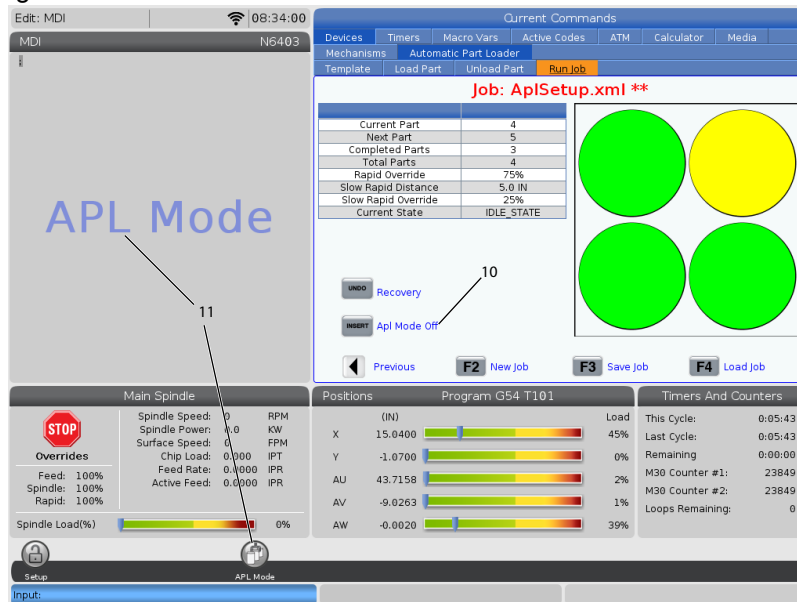 Edit: MDI
08:34:00
MDI
N6403
APL Mode
11
Current Commands
Devices Timers Macro Vars Active Codes ATM Calculator Media
Mechanisms Automatic Part Loader
Template Load Part Unload Part Run Job
Job: AplSetup.xml **
Current Part 4
Next Part 5
Completed Parts 3
Total Parts 4
Rapid Override 75%
Slow Rapid Distance 5.0 IN
Slow Rapid Override 25%
Current State IDLE_STATE
10
UNDO Recovery
INSERT Apl Mode Off
Previous F2 New Job F3 Save Job F4 Load Job
Main Spindle
STOP
Overrides
Feed: 100%
Spindle: 100%
Rapid: 100%
Spindle Speed: 0 RPM
Spindle Power: 0.0 KW
Surface Speed: 0 FPM
Chip Load: 0.000 IPT
Feed Rate: 0.0000 IPR
Active Feed: 0.0000 IPR
Spindle Load(%) 0%
Positions Program G54 T101
(IN) Load
X 15.0400 45%
Y -1.0700 0%
AU 43.7158 2%
AV -9.0263 1%
AW -0.0020 39%
Timers And Counters
This Cycle: 0:05:43
Last Cycle: 0:05:43
Remaining 0:00:00
M30 Counter #1: 23849
M30 Counter #2: 23849
Loops Remaining: 0
Setup
APL Mode
Input: